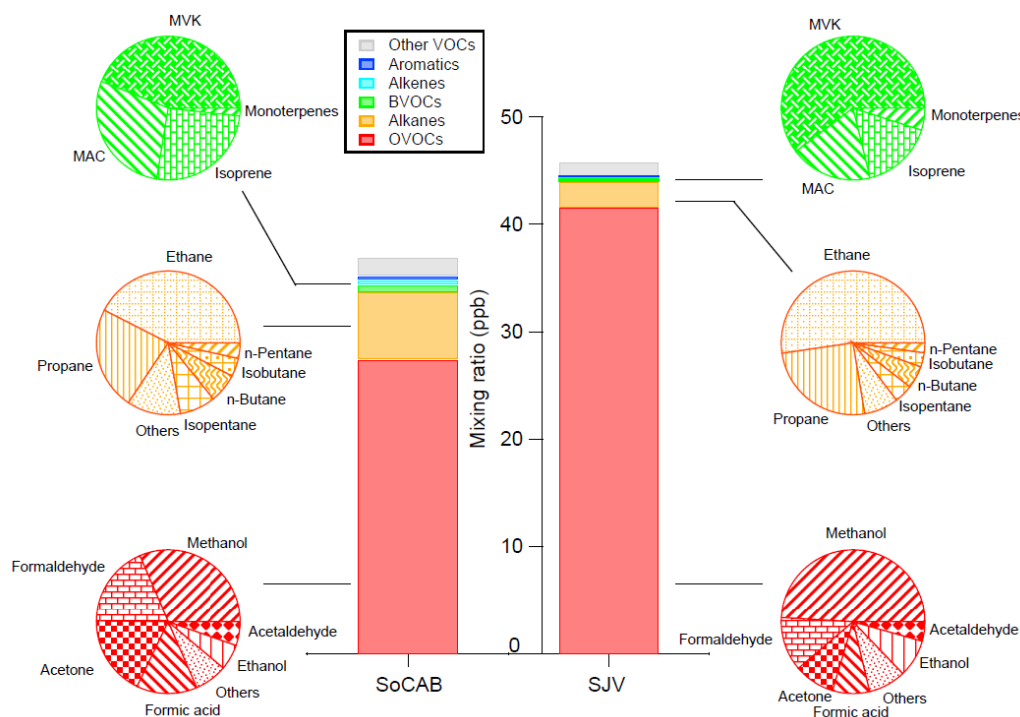 MVK
Monoterpenes
MAC
Isoprene
Other VOCs
Aromatics
Alkenes
BVOCs
Alkanes
OVOCs
MVK
Monoterpenes
Isoprene
MAC
Ethane
n-Pentane
Isobutane
Propane
n-Butane
Isopentane
Others
50
40
30
20
10
0
Mixing ratio (ppb)
Ethane
n-Pentane
Isobutane
n-Butane
Isopentane
Propane
Others
Methanol
Formaldehyde
Acetaldehyde
Acetone
Ethanol
Others
Formic acid
SoCAB
SJV
Methanol
Formaldehyde
Acetaldehyde
Ethanol
Acetone
Others
Formic acid